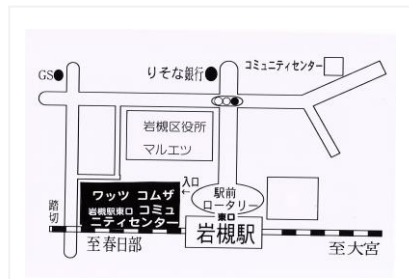 コミュニティセンター
GS
りそな銀行
岩槻区役所
マルエツ
入口
←
ワッツ コムザ
岩槻駅東口 コミュ
ニティセンター
駅前
ロータリー
東口
岩槻駅
踏切
至春日部
至大宮